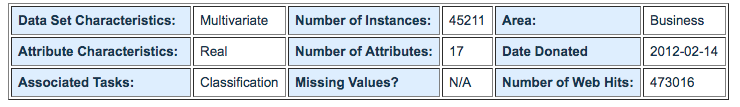 Data Set Characteristics: Multivariate Number of Instances: 45211 Area: Business
Attribute Characteristics: Real Number of Attributes: 17 Date Donated 2012-02-14
Associated Tasks: Classification Missing Values? N/A Number of Web Hits: 473016